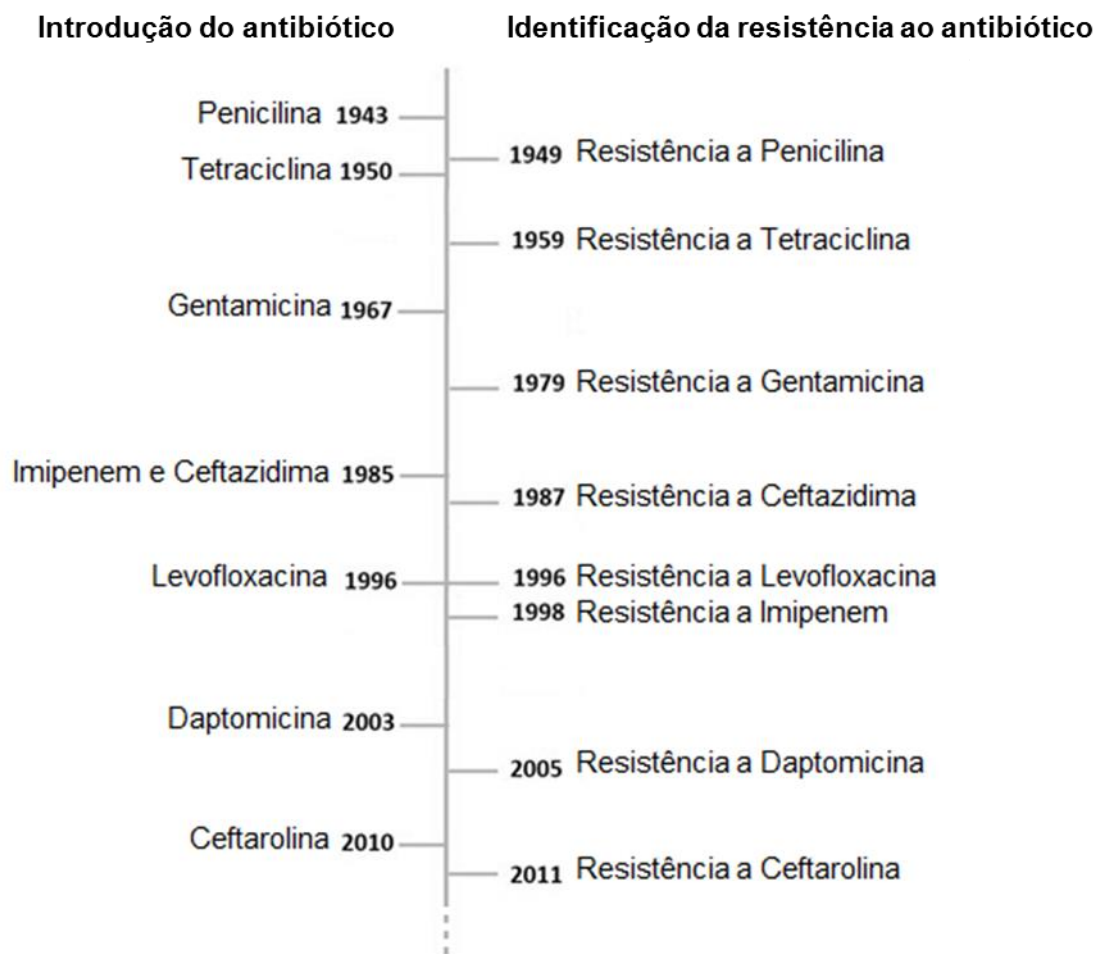 Introdução do antibiótico
Identificação da resistência ao antibiótico
Penicilina 1943
1949 Resistência a Penicilina
Tetraciclina 1950
1959 Resistência a Tetraciclina
Gentamicina 1967
1979 Resistência a Gentamicina
Imipenem e Ceftazidima 1985
1987 Resistência a Ceftazidima
Levofloxacina 1996
1996 Resistência a Levofloxacina
1998 Resistência a Imipenem
Daptomicina 2003
2005 Resistência a Daptomicina
Ceftarolina 2010
2011 Resistência a Ceftarolina